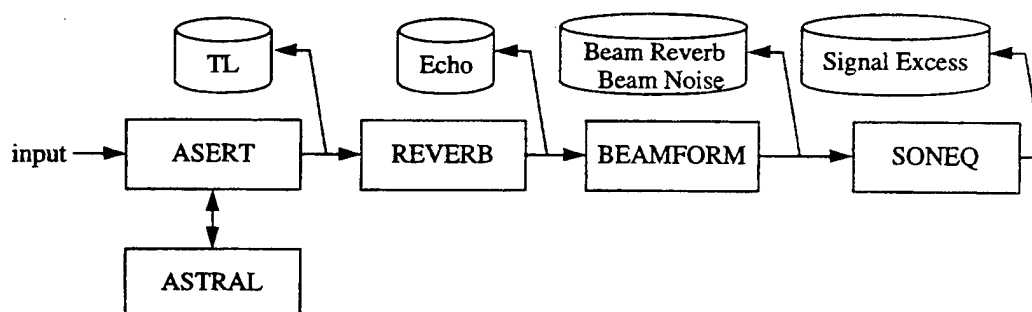 TL
Echo
Beam Reverb
Beam Noise
Signal Excess
input
ASERT
REVERB
BEAMFORM
SONEQ
ASTRAL